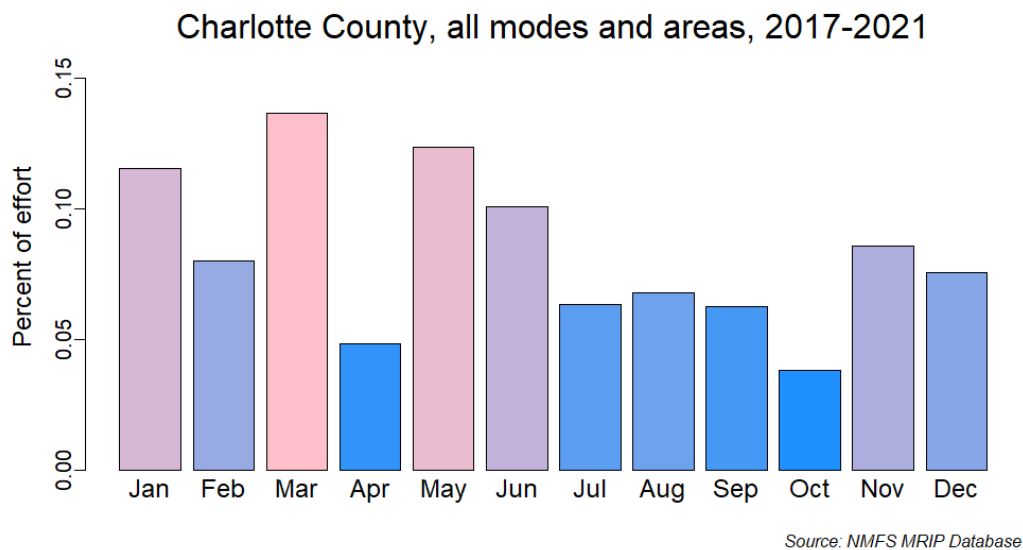 Charlotte County, all modes and areas, 2017-2021
Percent of effort
0.15
0.10
0.05
0.00
Jan Feb Mar Apr May Jun Jul Aug Sep Oct Nov Dec
Source: NMFS MRIP Database